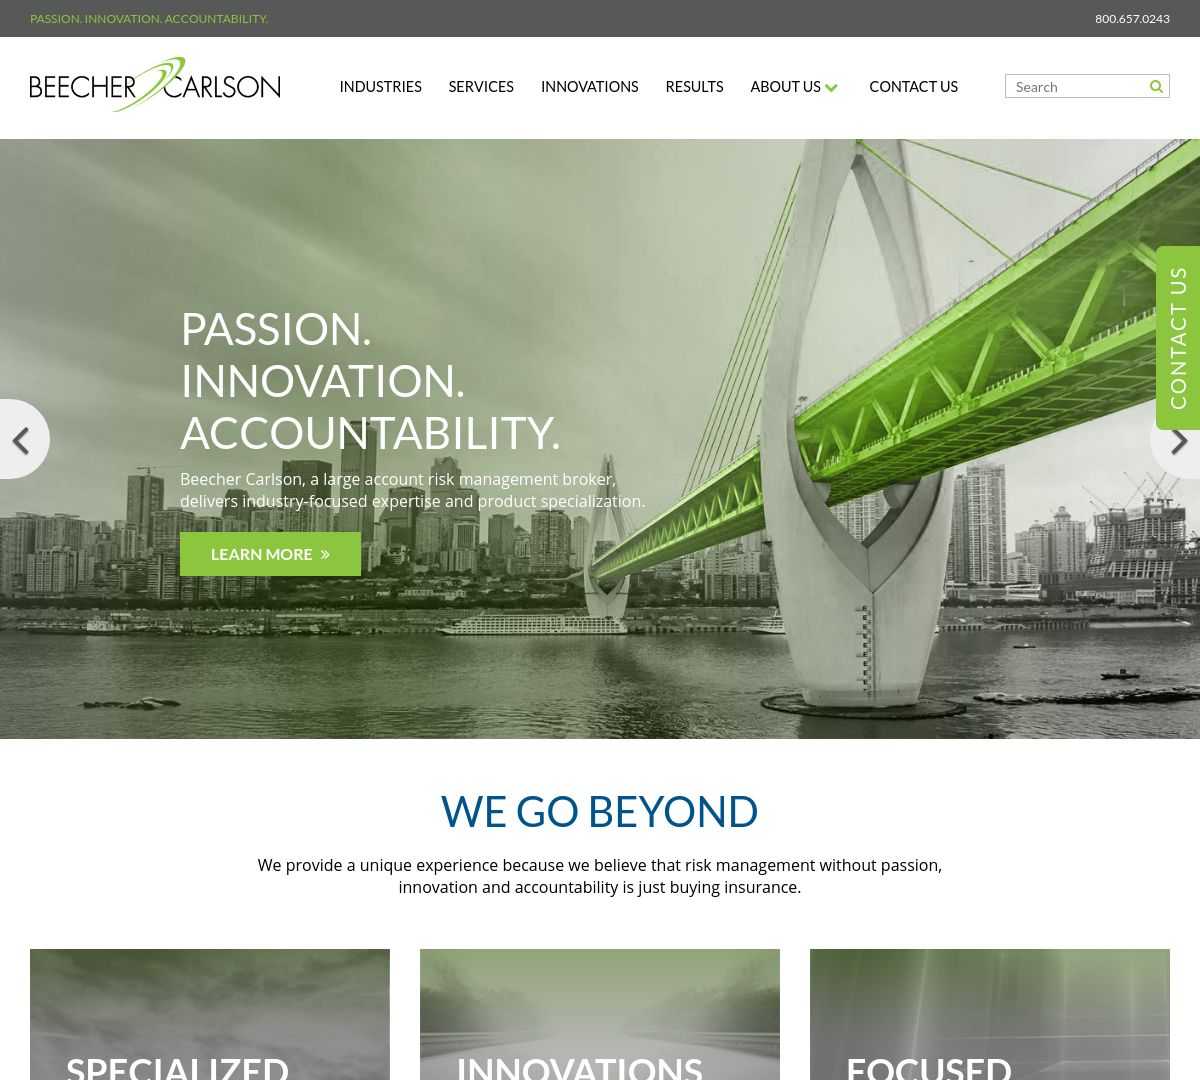 PASSION. INNOVATION. ACCOUNTABILITY.
800.657.0243
BEECHER CARLSON
INDUSTRIES
SERVICES
INNOVATIONS
RESULTS
ABOUT US
CONTACT US
Search
CONTACT US
PASSION.
INNOVATION.
ACCOUNTABILITY.
Beecher Carlson, a large account risk management broker,
delivers industry-focused expertise and product specialization.
LEARN MORE »
WE GO BEYOND
We provide a unique experience because we believe that risk management without passion,
innovation and accountability is just buying insurance.
SPECIALIZED
INNOVATIONS
FOCUSED